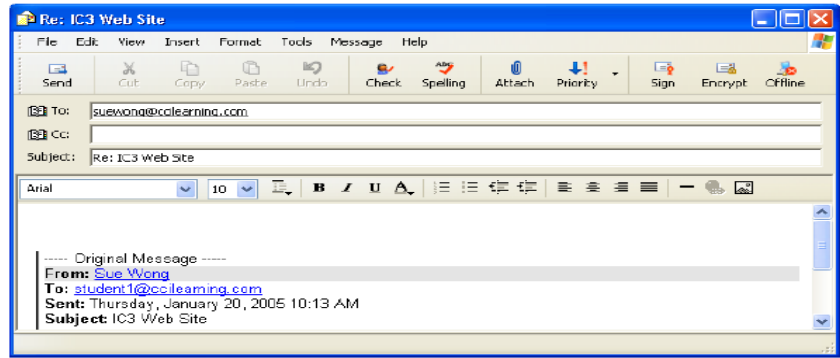 Re: IC3 Web Site
File Edit View Insert Format Tools Message Help
Send Cut Copy Paste Undo Check Spelling Attach Priority Sign Encrypt Offline
To: suewong@ccilearning.com
Cc:
Subject: Re: IC3 Web Site
Arial 10 B I U A
----- Original Message -----
From: Sue Wong
To: student1@ccilearning.com
Sent: Thursday, January 20, 2005 10:13 AM
Subject: IC3 Web Site